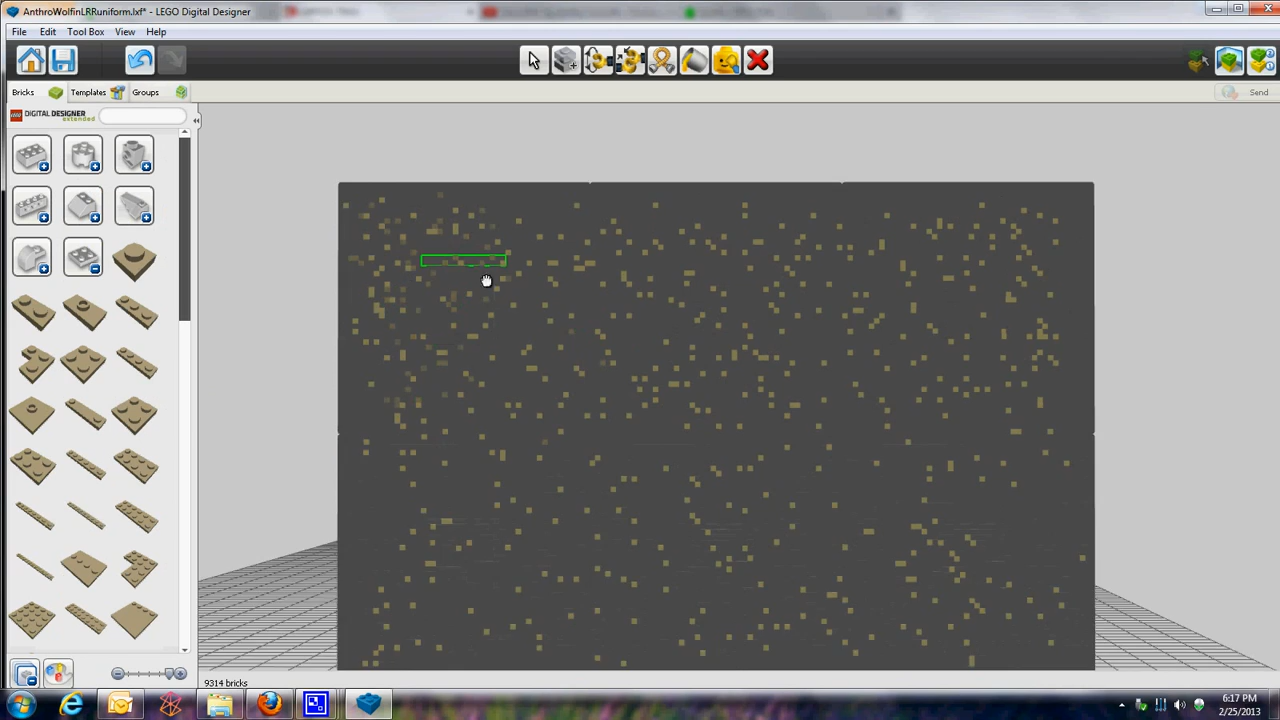 AnthroWolfinLRRuniform.lxf* - LEGO Digital Designer
File Edit Tool Box View Help
Bricks Templates Groups Send
DIGITAL DESIGNER
extended
9314 bricks
6:17 PM
2/25/2013